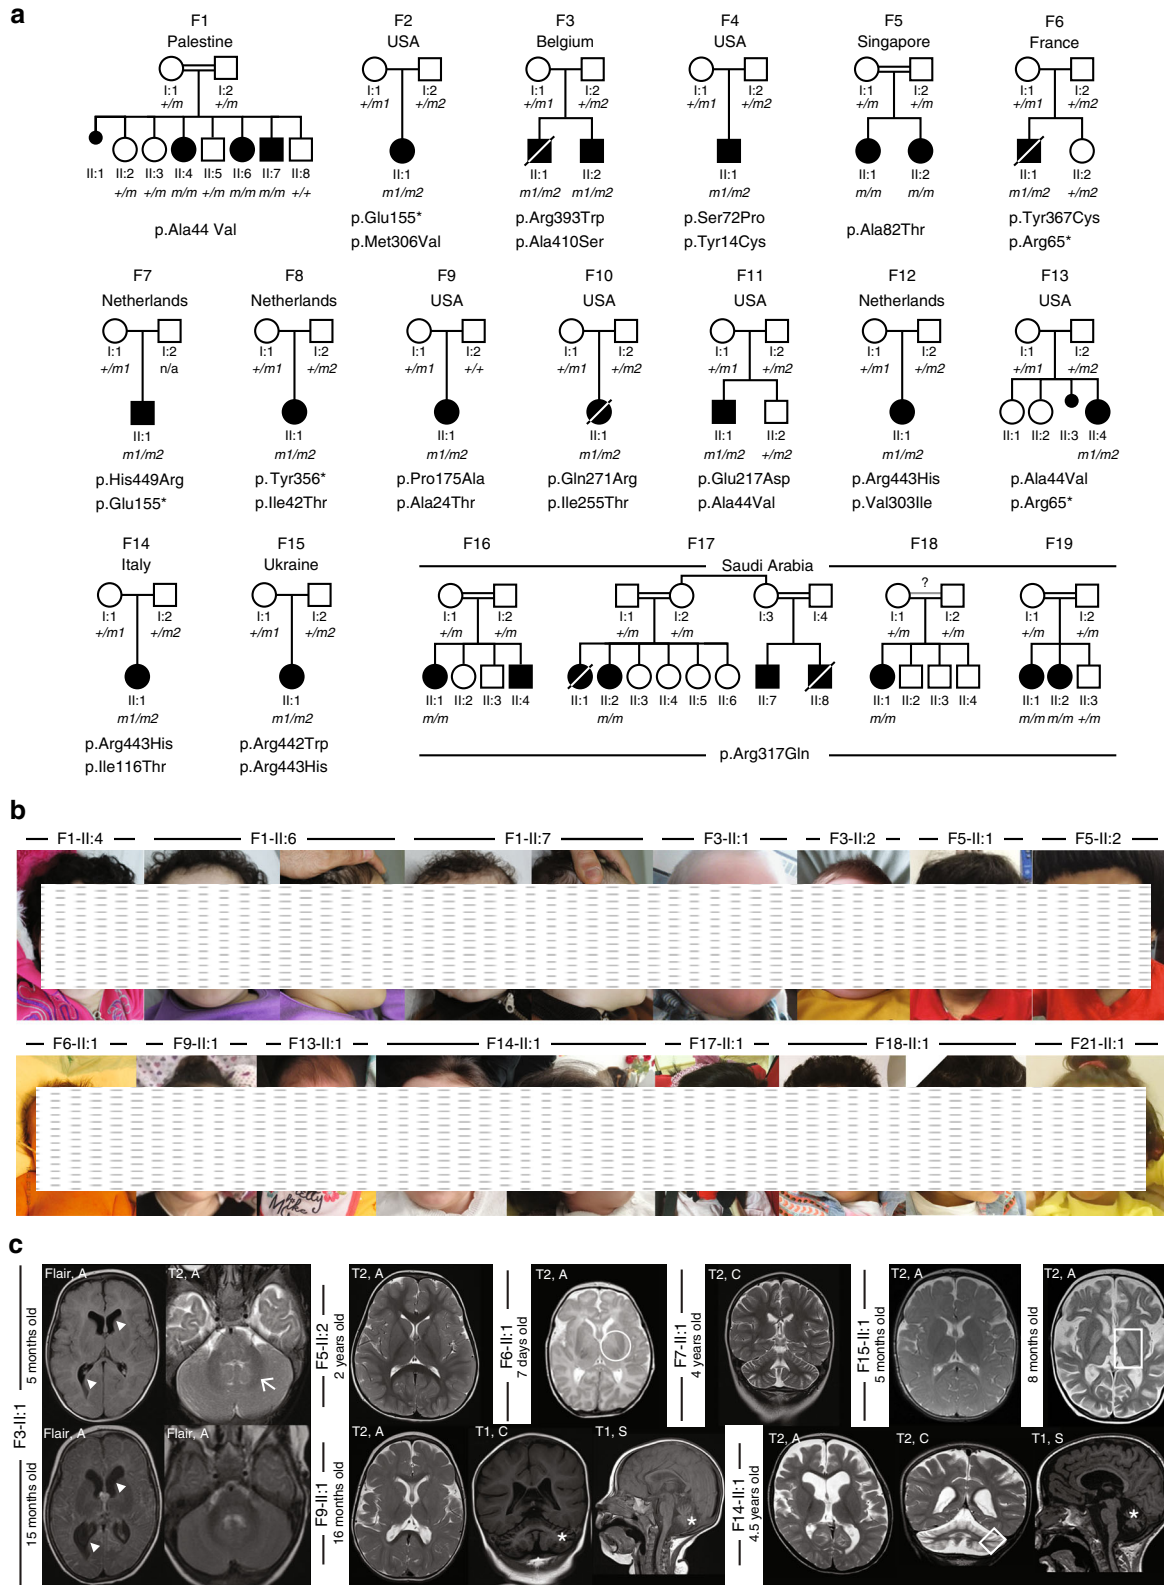 a
F1 F2 F3 F4 F5 F6
Palestine USA Belgium USA Singapore France
I:1 I:2 I:1 I:2 I:1 I:2 I:1 I:2 I:1 I:2 I:1 I:2
+/m +/m +/m1 +/m2 +/m1 +/m2 +/m1 +/m2 +/m +/m +/m1 +/m2
II:1 II:2 II:3 II:4 II:5 II:6 II:7 II:8 II:1 II:1 II:2 II:1 II:1 II:2 II:1 II:2
+/m +/m m/m +/m m/m m/m +/+ m1/m2 m1/m2 m1/m2 m1/m2 m/m m/m m1/m2 +/m2
p.Ala44 Val p.Glu155* p.Arg393Trp p.Ser72Pro p.Ala82Thr p.Tyr367Cys
p.Met306Val p.Ala410Ser p.Tyr14Cys p.Arg65*
F7 F8 F9 F10 F11 F12 F13
Netherlands Netherlands USA USA USA Netherlands USA
I:1 I:2 I:1 I:2 I:1 I:2 I:1 I:2 I:1 I:2 I:1 I:2 I:1 I:2
+/m1 n/a +/m1 +/m2 +/m1 +/+ +/m1 +/m2 +/m1 +/m2 +/m1 +/m2 +/m1 +/m2
II:1 II:1 II:1 II:1 II:1 II:2 II:1 II:1 II:2 II:3 II:4
m1/m2 m1/m2 m1/m2 m1/m2 m1/m2 +/m2 m1/m2 m1/m2
p.His449Arg p.Tyr356* p.Pro175Ala p.Gln271Arg p.Glu217Asp p.Arg443His p.Ala44Val
p.Glu155* p.Ile42Thr p.Ala24Thr p.Ile255Thr p.Ala44Val p.Val303Ile p.Arg65*
F14 F15 F16 F17 F18 F19
Italy Ukraine Saudi Arabia
?
I:1 I:2 I:1 I:2 I:1 I:2 I:1 I:2 I:3 I:4 I:1 I:2 I:1 I:2
+/m1 +/m2 +/m1 +/m2 +/m +/m +/m +/m +/m +/m +/m +/m
II:1 II:1 II:1 II:2 II:3 II:4 II:1 II:2 II:3 II:4 II:5 II:6 II:7 II:8 II:1 II:2 II:3 II:4 II:1 II:2 II:3
m1/m2 m1/m2 m/m m/m m/m m/m m/m +/m
p.Arg443His p.Arg442Trp p.Arg317Gln
p.Ile116Thr p.Arg443His
b
F1-II:4 F1-II:6 F1-II:7 F3-II:1 F3-II:2 F5-II:1 F5-II:2
F6-II:1 F9-II:1 F13-II:1 F14-II:1 F17-II:1 F18-II:1 F21-II:1
c
F3-II:1
5 months old
Flair, A T2, A
F5-II:2
2 years old
T2, A
F6-II:1
7 days old
T2, A
F7-II:1
4 years old
T2, C
F15-II:1
5 months old
T2, A
8 months old
T2, A
15 months old
Flair, A Flair, A
F9-II:1
16 months old
T2, A T1, C T1, S
* *
F14-II:1
4.5 years old
T2, A T2, C T1, S
*